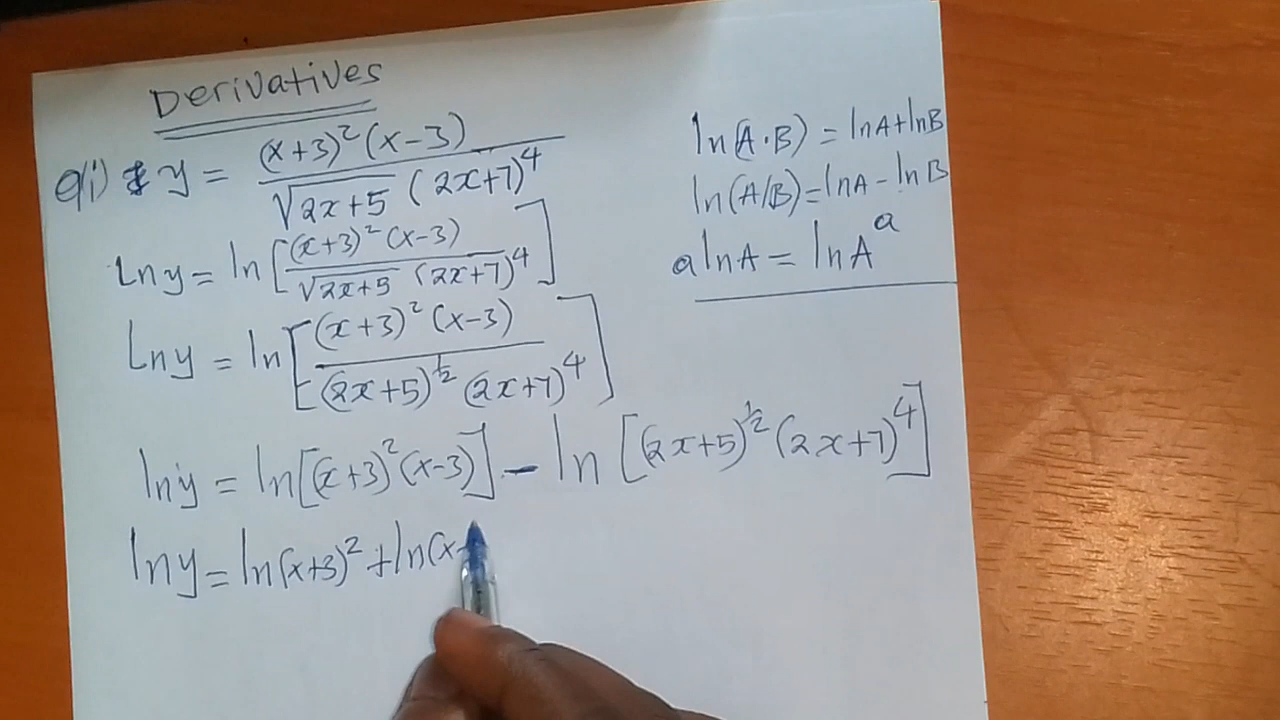 Derivatives
Q(i) y = (x+3)²(x-3) / √2x+5 (2x+7)⁴
Ln y = ln [(x+3)²(x-3) / √2x+5 (2x+7)⁴]
Ln y = ln [(x+3)²(x-3) / (2x+5)^½ (2x+7)⁴]
ln y = ln[(x+3)²(x-3)] - ln [(2x+5)^½ (2x+7)⁴]
ln y = ln(x+3)² + ln(x-
ln(A·B) = lnA+lnB
ln(A/B) = lnA - lnB
a lnA = lnA^a